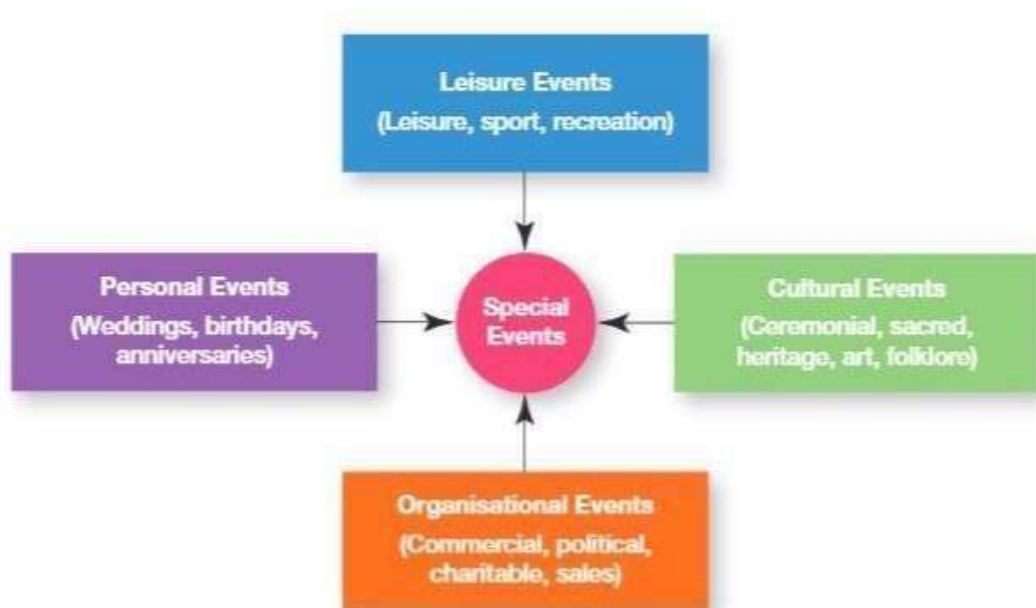 Leisure Events
(Leisure, sport, recreation)
Personal Events
(Weddings, birthdays,
anniversaries)
Special
Events
Cultural Events
(Ceremonial, sacred,
heritage, art, folklore)
Organisational Events
(Commercial, political,
charitable, sales)